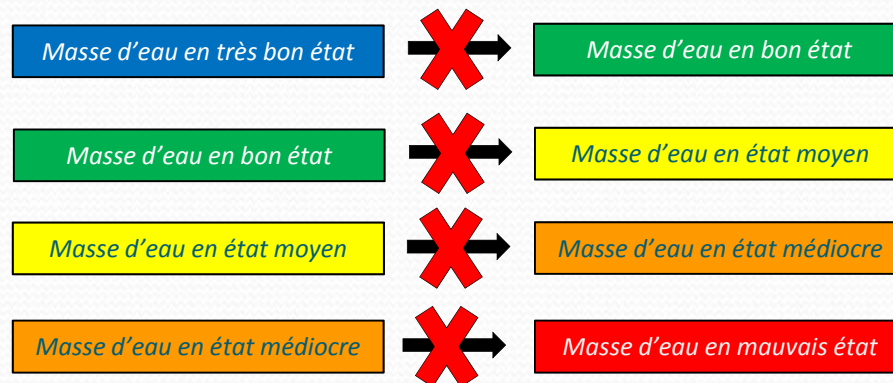 Masse d'eau en très bon état
Masse d'eau en bon état
Masse d'eau en bon état
Masse d'eau en état moyen
Masse d'eau en état moyen
Masse d'eau en état médiocre
Masse d'eau en état médiocre
Masse d'eau en mauvais état